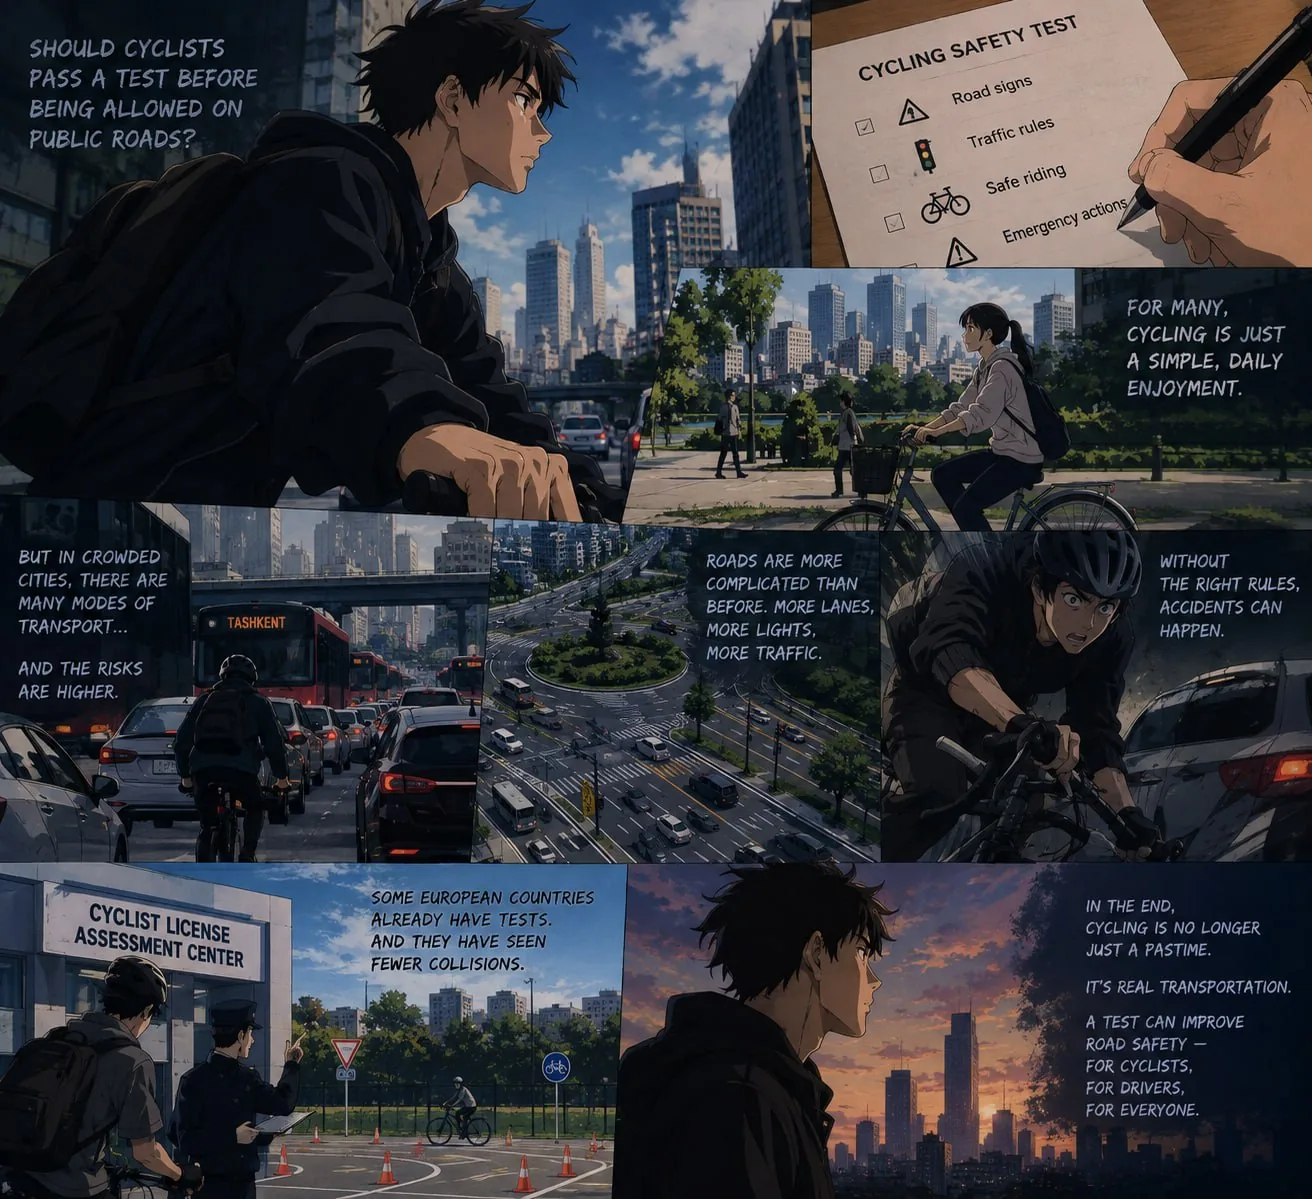 SHOULD CYCLISTS
PASS A TEST BEFORE
BEING ALLOWED ON
PUBLIC ROADS?
CYCLING SAFETY TEST
Road signs
Traffic rules
Safe riding
Emergency actions
FOR MANY,
CYCLING IS JUST
A SIMPLE, DAILY
ENJOYMENT.
BUT IN CROWDED
CITIES, THERE ARE
MANY MODES OF
TRANSPORT...
AND THE RISKS
ARE HIGHER.
TASHKENT
ROADS ARE MORE
COMPLICATED THAN
BEFORE. MORE LANES,
MORE LIGHTS,
MORE TRAFFIC.
WITHOUT
THE RIGHT RULES,
ACCIDENTS CAN
HAPPEN.
CYCLIST LICENSE
ASSESSMENT CENTER
SOME EUROPEAN COUNTRIES
ALREADY HAVE TESTS.
AND THEY HAVE SEEN
FEWER COLLISIONS.
IN THE END,
CYCLING IS NO LONGER
JUST A PASTIME.
IT'S REAL TRANSPORTATION.
A TEST CAN IMPROVE
ROAD SAFETY —
FOR CYCLISTS,
FOR DRIVERS,
FOR EVERYONE.